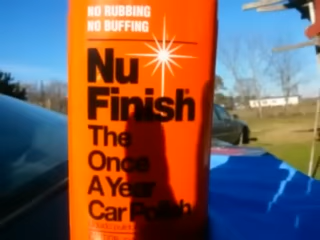 NO RUBBING
NO BUFFING
Nu
Finish®
The
Once
A Year
Car Polish